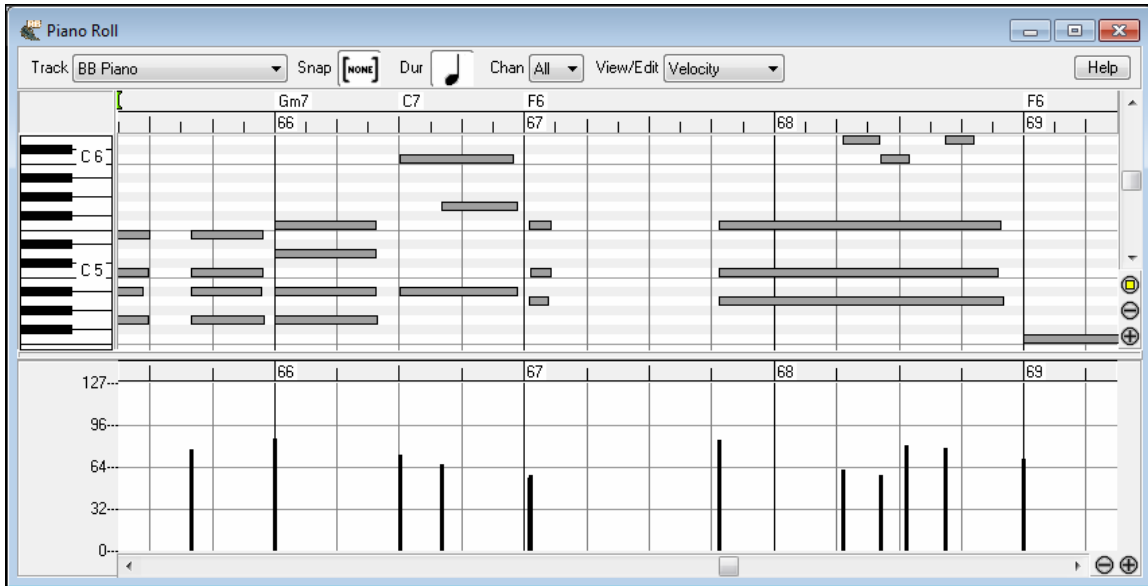 Piano Roll
Track BB Piano Snap NONE Dur Chan All View/Edit Velocity Help
Gm7 C7 F6 F6
66 67 68 69
C 6
C 5
66 67 68 69
127
96
64
32
0